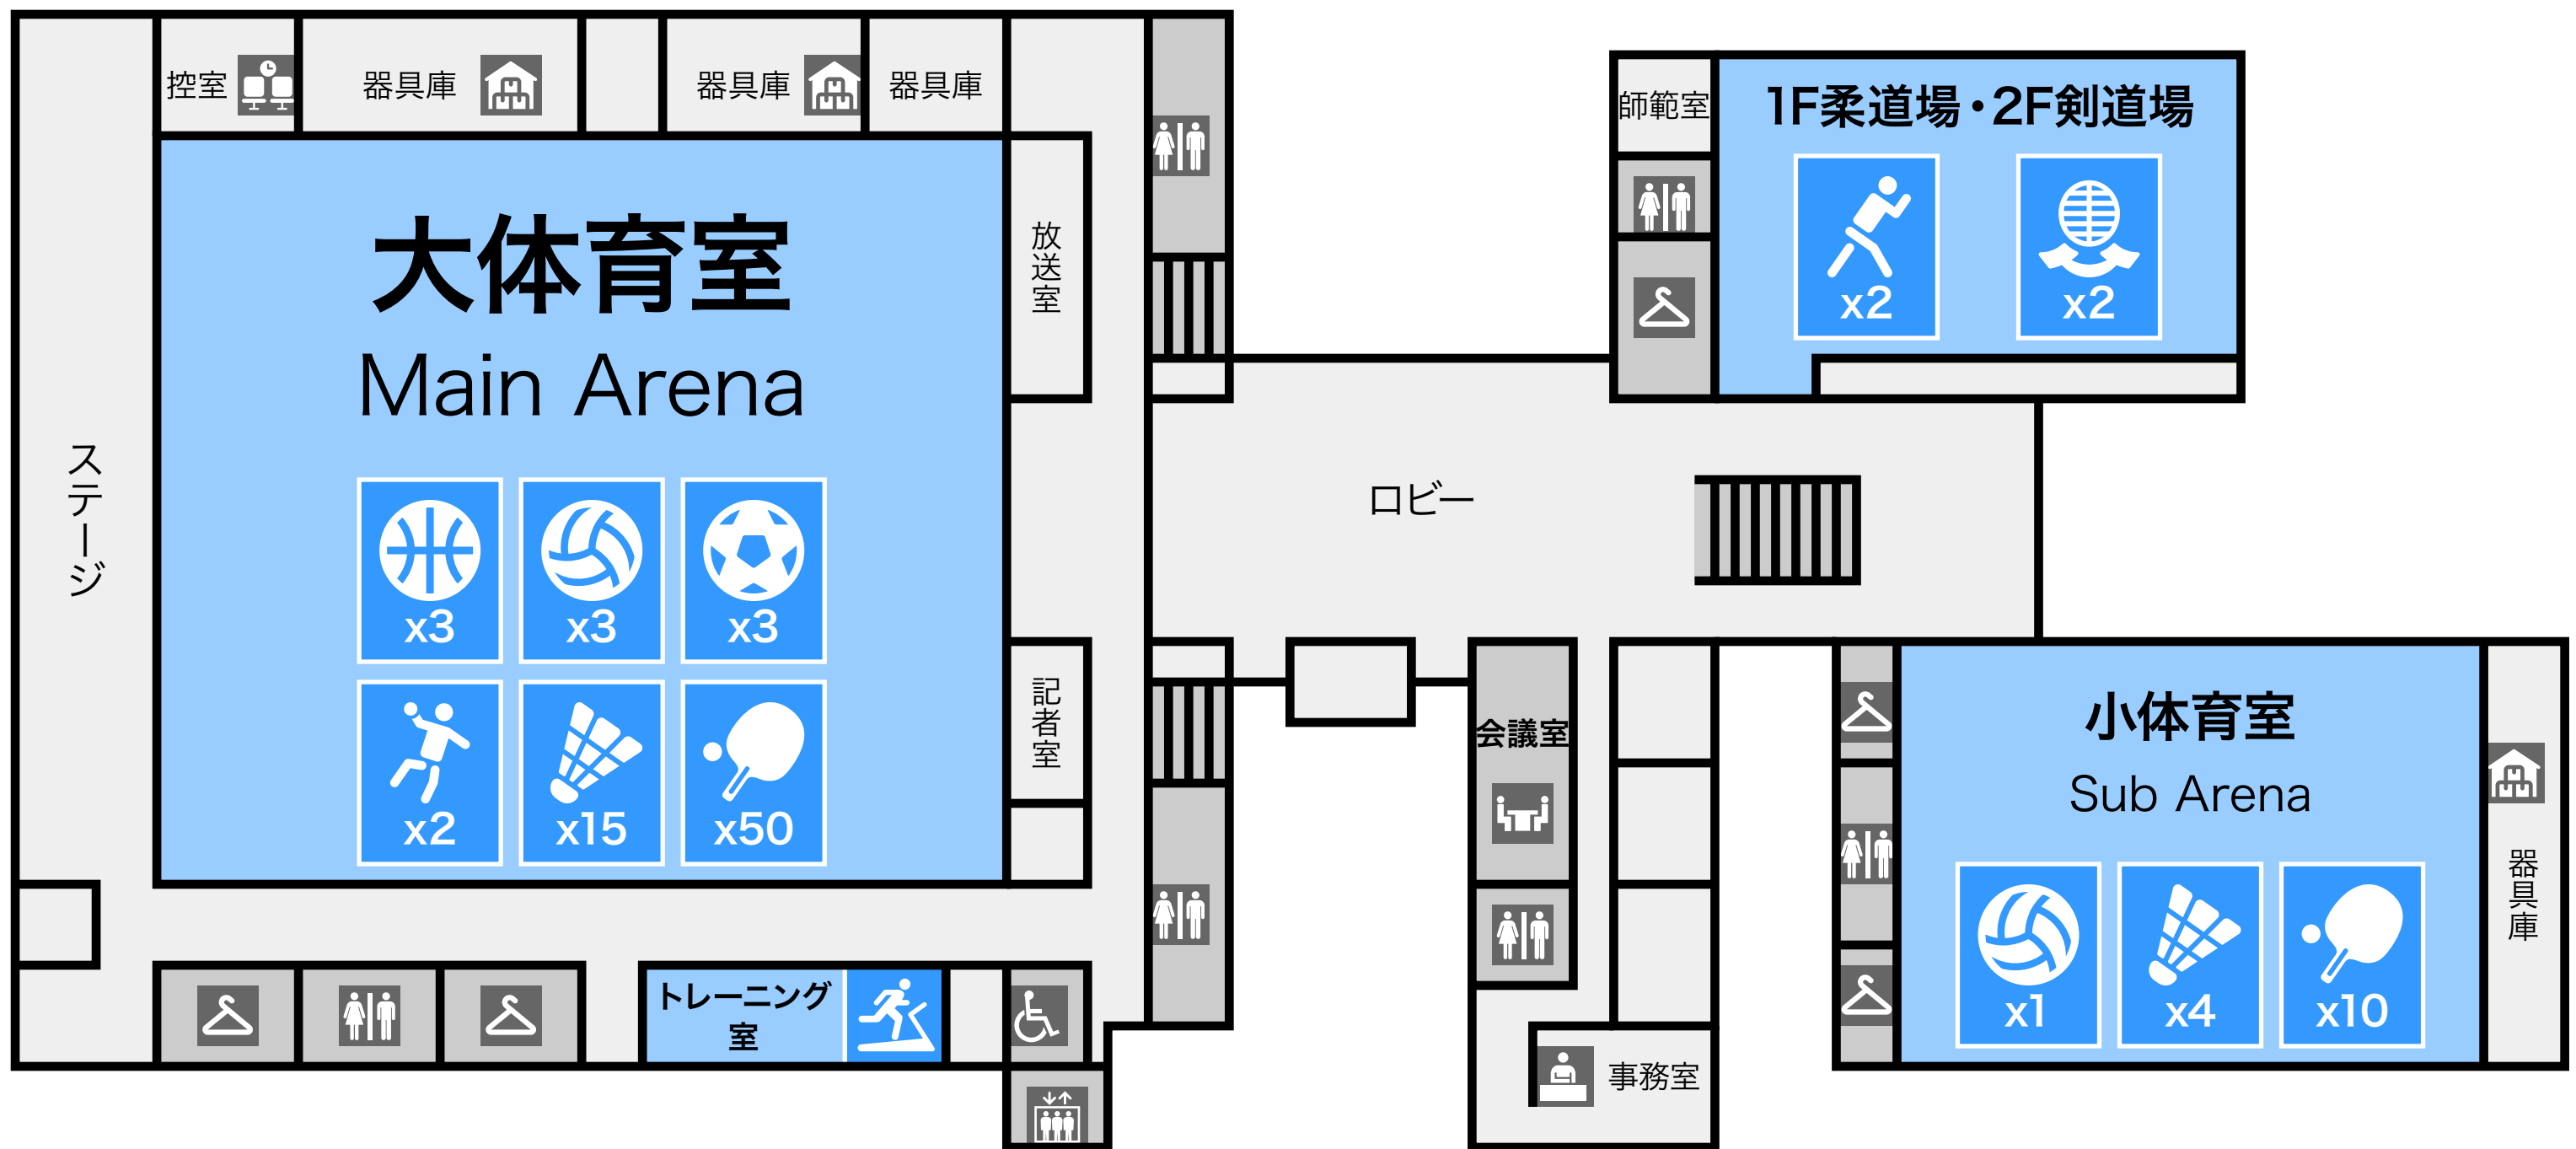 控室
器具庫
器具庫
器具庫
師範室
1F柔道場・2F剣道場
x2
x2
大体育室
Main Arena
放送室
ステージ
ロビー
x3
x3
x3
x2
x15
x50
記者室
会議室
小体育室
Sub Arena
器具庫
x1
x4
x10
トレーニング
室
事務室